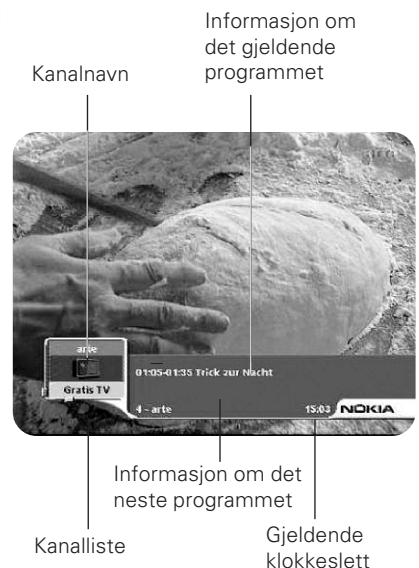 Informasjon om
det gjeldende
programmet
Kanalnavn
arte
01:05-01:35 Trick zur Nacht
Gratis TV
4 - arte 15:03 NOKIA
Informasjon om det
neste programmet
Kanalliste
Gjeldende
klokkeslett